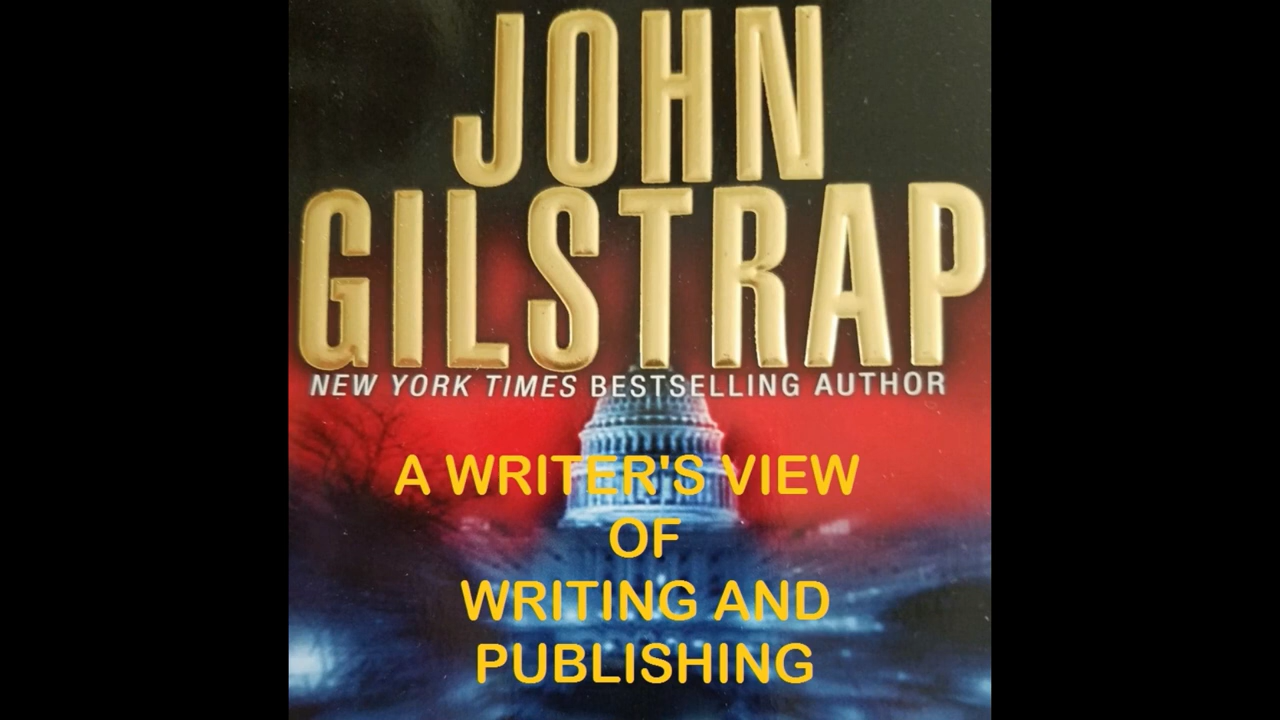 JOHN
GILSTRAP
NEW YORK TIMES BESTSELLING AUTHOR
A WRITER'S VIEW
OF
WRITING AND
PUBLISHING